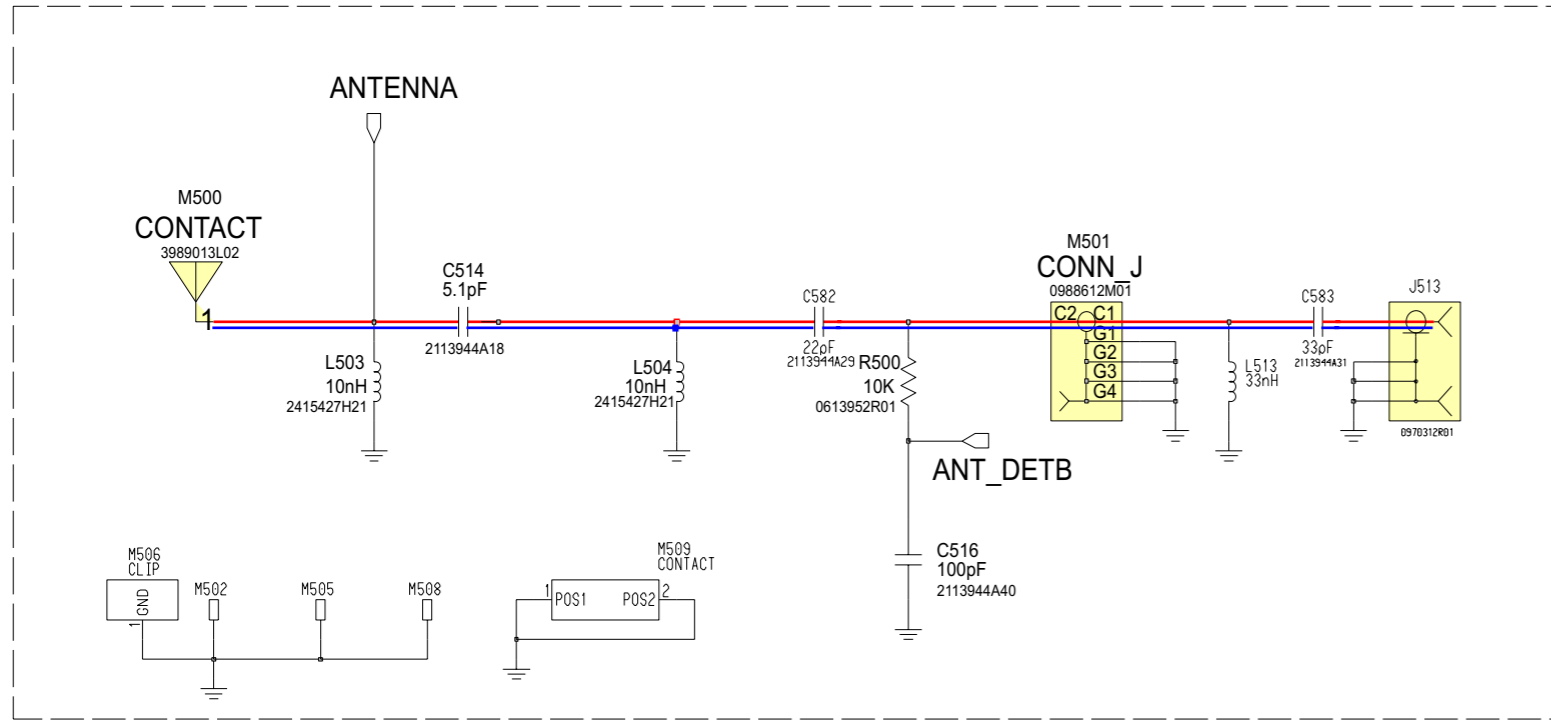 ANTENNA
M500
CONTACT
3989013L02
1
C514
5.1pF
2113944A18
L503
10nH
2415427H21
L504
10nH
2415427H21
C582
22pF
2113944A29
R500
10K
0613952R01
ANT_DETB
C516
100pF
2113944A40
M501
CONN_J
0988612M01
C2 C1
G1
G2
G3
G4
L513
33nH
C583
33pF
2113944A31
J513
0970312R01
M506
CLIP
GND
1
M502
M505
M508
M509
CONTACT
1 POS1 POS2 2